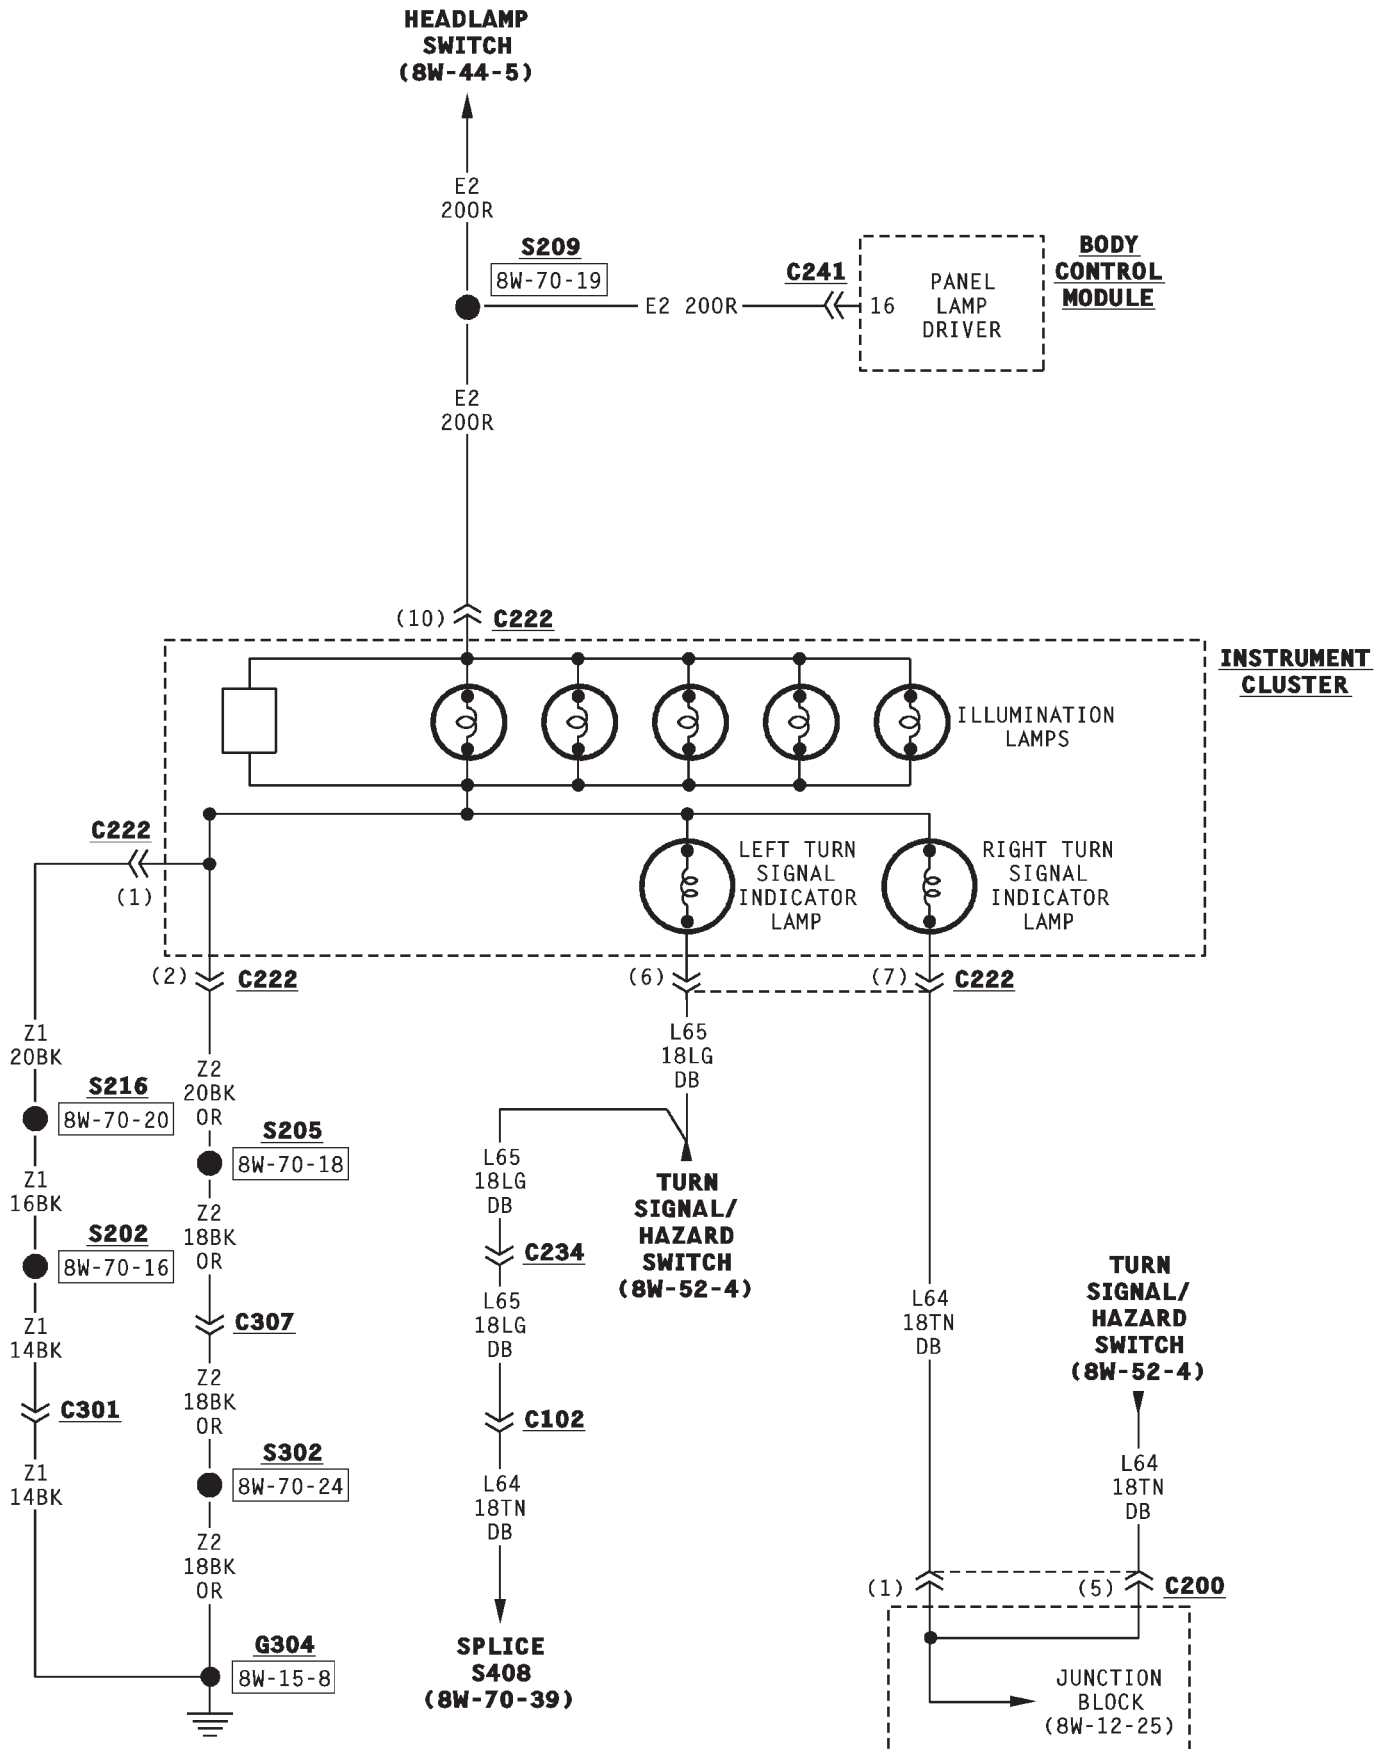 HEADLAMP
SWITCH
(8W-44-5)
E2
20OR
S209
8W-70-19
E2 20OR
C241
16
PANEL
LAMP
DRIVER
BODY
CONTROL
MODULE
E2
20OR
(10)
C222
INSTRUMENT
CLUSTER
ILLUMINATION
LAMPS
C222
(1)
LEFT TURN
SIGNAL
INDICATOR
LAMP
RIGHT TURN
SIGNAL
INDICATOR
LAMP
(2)
C222
(6)
(7)
C222
Z1
20BK
S216
8W-70-20
Z1
16BK
S202
8W-70-16
Z1
14BK
C301
Z1
14BK
Z2
20BK
OR
S205
8W-70-18
Z2
18BK
OR
C307
Z2
18BK
OR
S302
8W-70-24
Z2
18BK
OR
G304
8W-15-8
L65
18LG
DB
TURN
SIGNAL/
HAZARD
SWITCH
(8W-52-4)
L65
18LG
DB
C234
L65
18LG
DB
C102
L64
18TN
DB
SPLICE
S408
(8W-70-39)
L64
18TN
DB
TURN
SIGNAL/
HAZARD
SWITCH
(8W-52-4)
L64
18TN
DB
(1)
(5)
C200
JUNCTION
BLOCK
(8W-12-25)